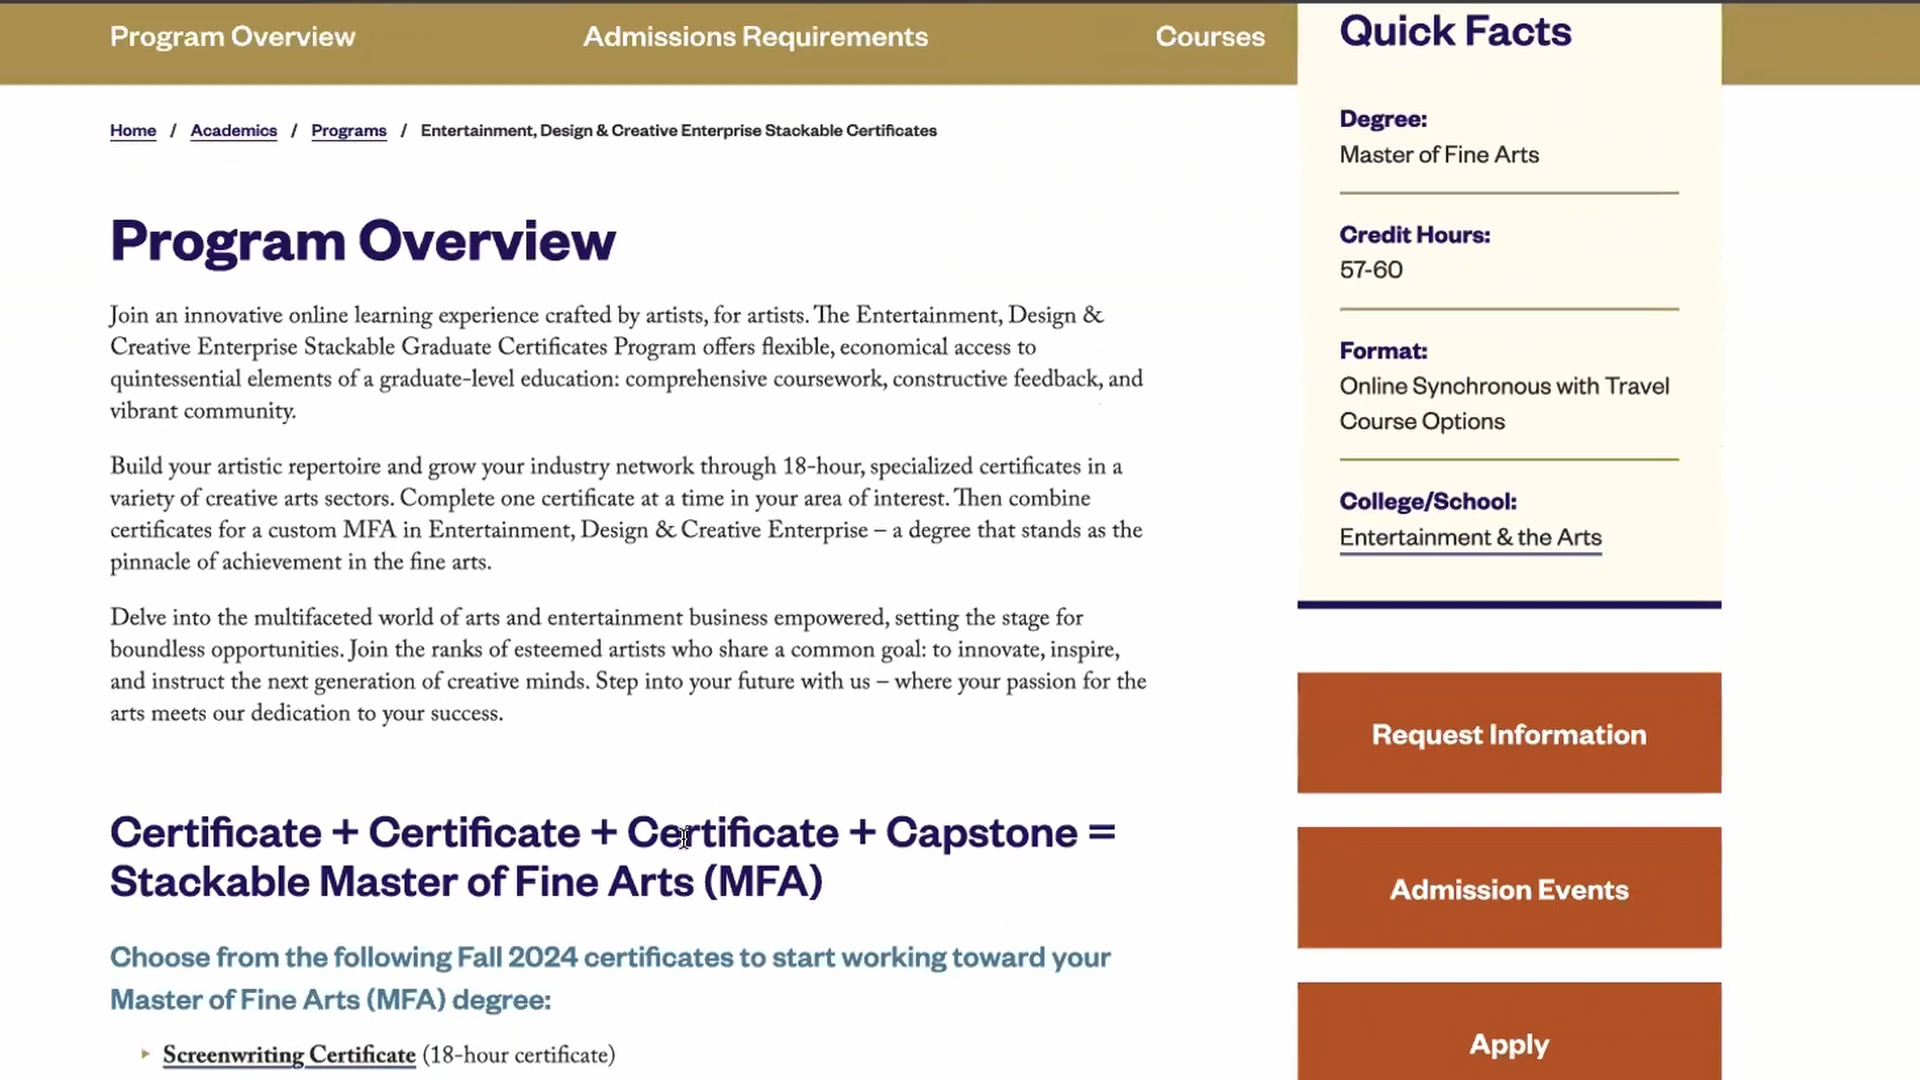 Program Overview
Admissions Requirements
Courses
Home / Academics / Programs / Entertainment, Design & Creative Enterprise Stackable Certificates
Program Overview
Join an innovative online learning experience crafted by artists, for artists. The Entertainment, Design &
Creative Enterprise Stackable Graduate Certificates Program offers flexible, economical access to
quintessential elements of a graduate-level education: comprehensive coursework, constructive feedback, and
vibrant community.
Build your artistic repertoire and grow your industry network through 18-hour, specialized certificates in a
variety of creative arts sectors. Complete one certificate at a time in your area of interest. Then combine
certificates for a custom MFA in Entertainment, Design & Creative Enterprise – a degree that stands as the
pinnacle of achievement in the fine arts.
Delve into the multifaceted world of arts and entertainment business empowered, setting the stage for
boundless opportunities. Join the ranks of esteemed artists who share a common goal: to innovate, inspire,
and instruct the next generation of creative minds. Step into your future with us – where your passion for the
arts meets our dedication to your success.
Certificate + Certificate + Certificate + Capstone =
Stackable Master of Fine Arts (MFA)
Choose from the following Fall 2024 certificates to start working toward your
Master of Fine Arts (MFA) degree:
Screenwriting Certificate (18-hour certificate)
Quick Facts
Degree:
Master of Fine Arts
Credit Hours:
57-60
Format:
Online Synchronous with Travel
Course Options
College/School:
Entertainment & the Arts
Request Information
Admission Events
Apply